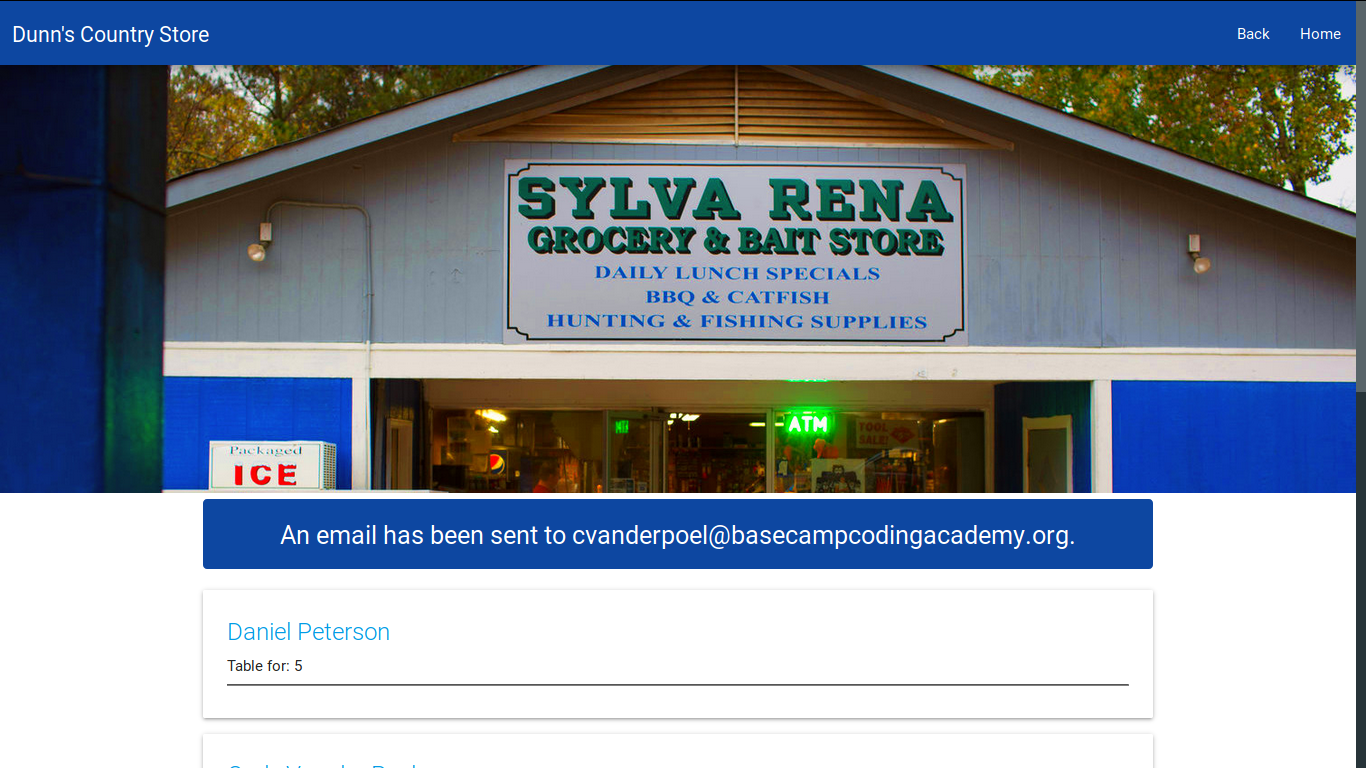 Dunn's Country Store
Back
Home
SYLVA RENA
GROCERY & BAIT STORE
DAILY LUNCH SPECIALS
BBQ & CATFISH
HUNTING & FISHING SUPPLIES
ATM
TOOL
SALE!
Packaged
ICE
An email has been sent to cvanderpoel@basecampcodingacademy.org.
Daniel Peterson
Table for: 5